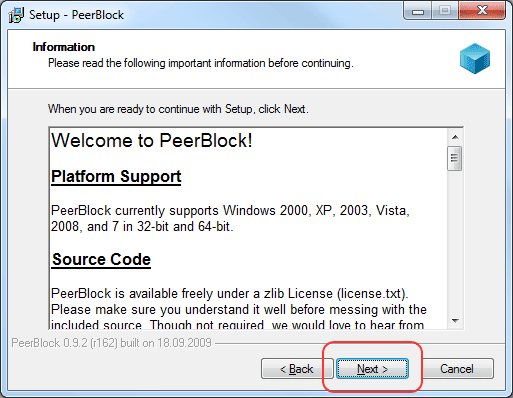 Setup - PeerBlock
Information
Please read the following important information before continuing.
When you are ready to continue with Setup, click Next.
Welcome to PeerBlock!
Platform Support
PeerBlock currently supports Windows 2000, XP, 2003, Vista,
2008, and 7 in 32-bit and 64-bit.
Source Code
PeerBlock is available freely under a zlib License (license.txt).
Please make sure you understand it well before messing with the
included source. Though not required, we would love to hear from
PeerBlock 0.9.2 (r162) built on 18.09.2009
< Back
Next >
Cancel